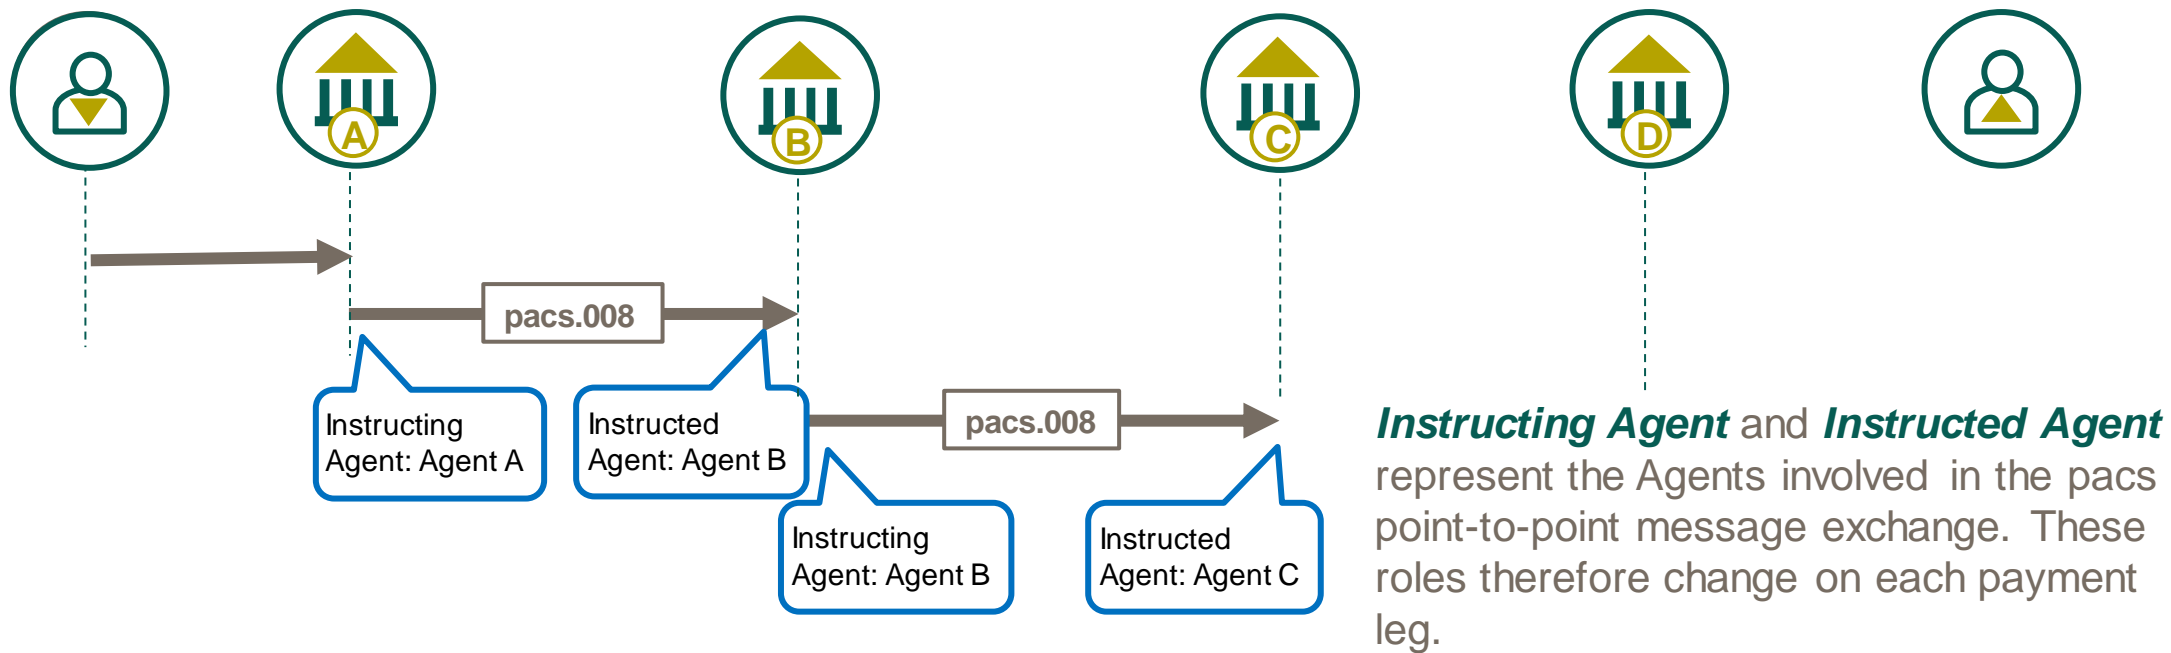 A
B
C
D
pacs.008
Instructing
Agent: Agent A
Instructed
Agent: Agent B
pacs.008
Instructing
Agent: Agent B
Instructed
Agent: Agent C
Instructing Agent and Instructed Agent
represent the Agents involved in the pacs
point-to-point message exchange. These
roles therefore change on each payment
leg.